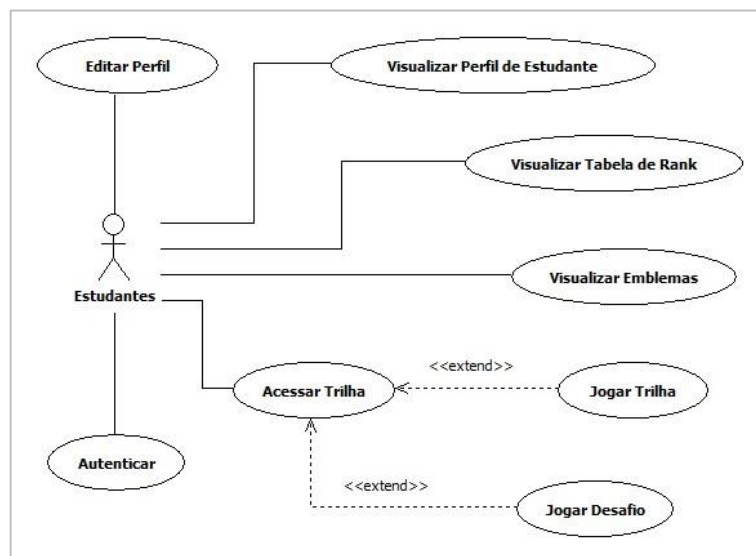 Editar Perfil
Visualizar Perfil de Estudante
Visualizar Tabela de Rank
Visualizar Emblemas
Estudantes
<<extend>>
Acessar Trilha
Jogar Trilha
Autenticar
<<extend>>
Jogar Desafio